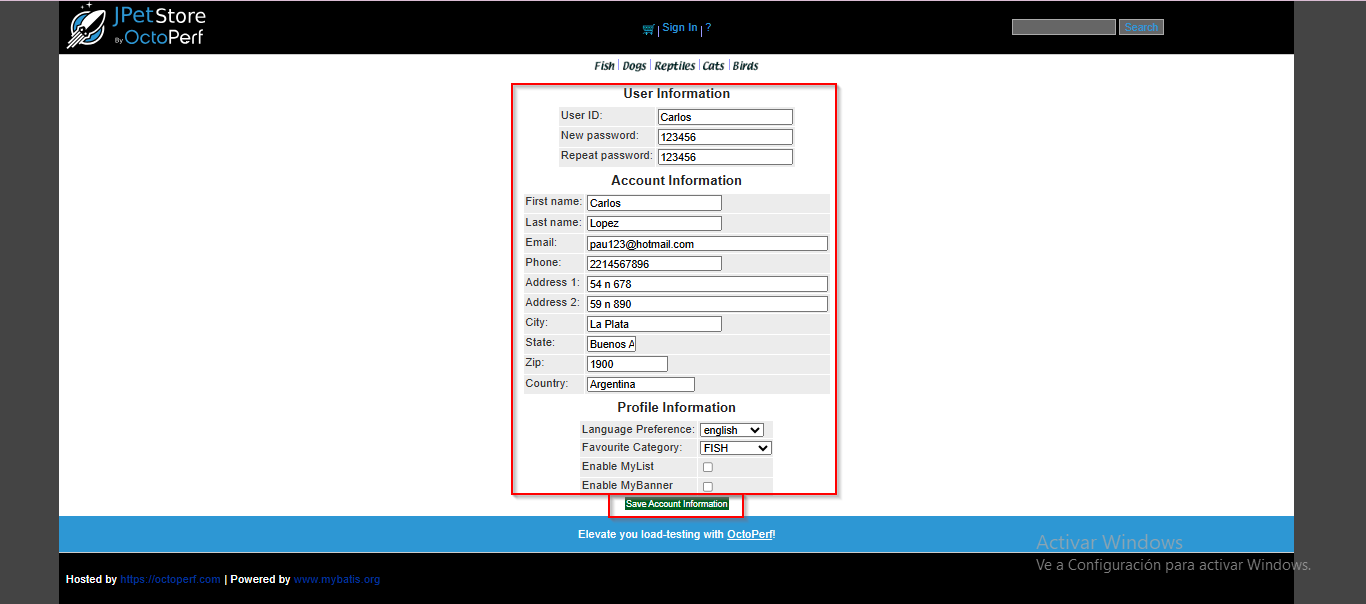 JPetStore
By OctoPerf
Sign In | ?
Search
Fish | Dogs | Reptiles | Cats | Birds
User Information
User ID: Carlos
New password: 123456
Repeat password: 123456
Account Information
First name: Carlos
Last name: Lopez
Email: pau123@hotmail.com
Phone: 2214567896
Address 1: 54 n 678
Address 2: 59 n 890
City: La Plata
State: Buenos A
Zip: 1900
Country: Argentina
Profile Information
Language Preference: english
Favourite Category: FISH
Enable MyList
Enable MyBanner
Save Account Information
Elevate you load-testing with OctoPerf!
Activar Windows
Ve a Configuración para activar Windows.
Hosted by https://octoperf.com | Powered by www.mybatis.org